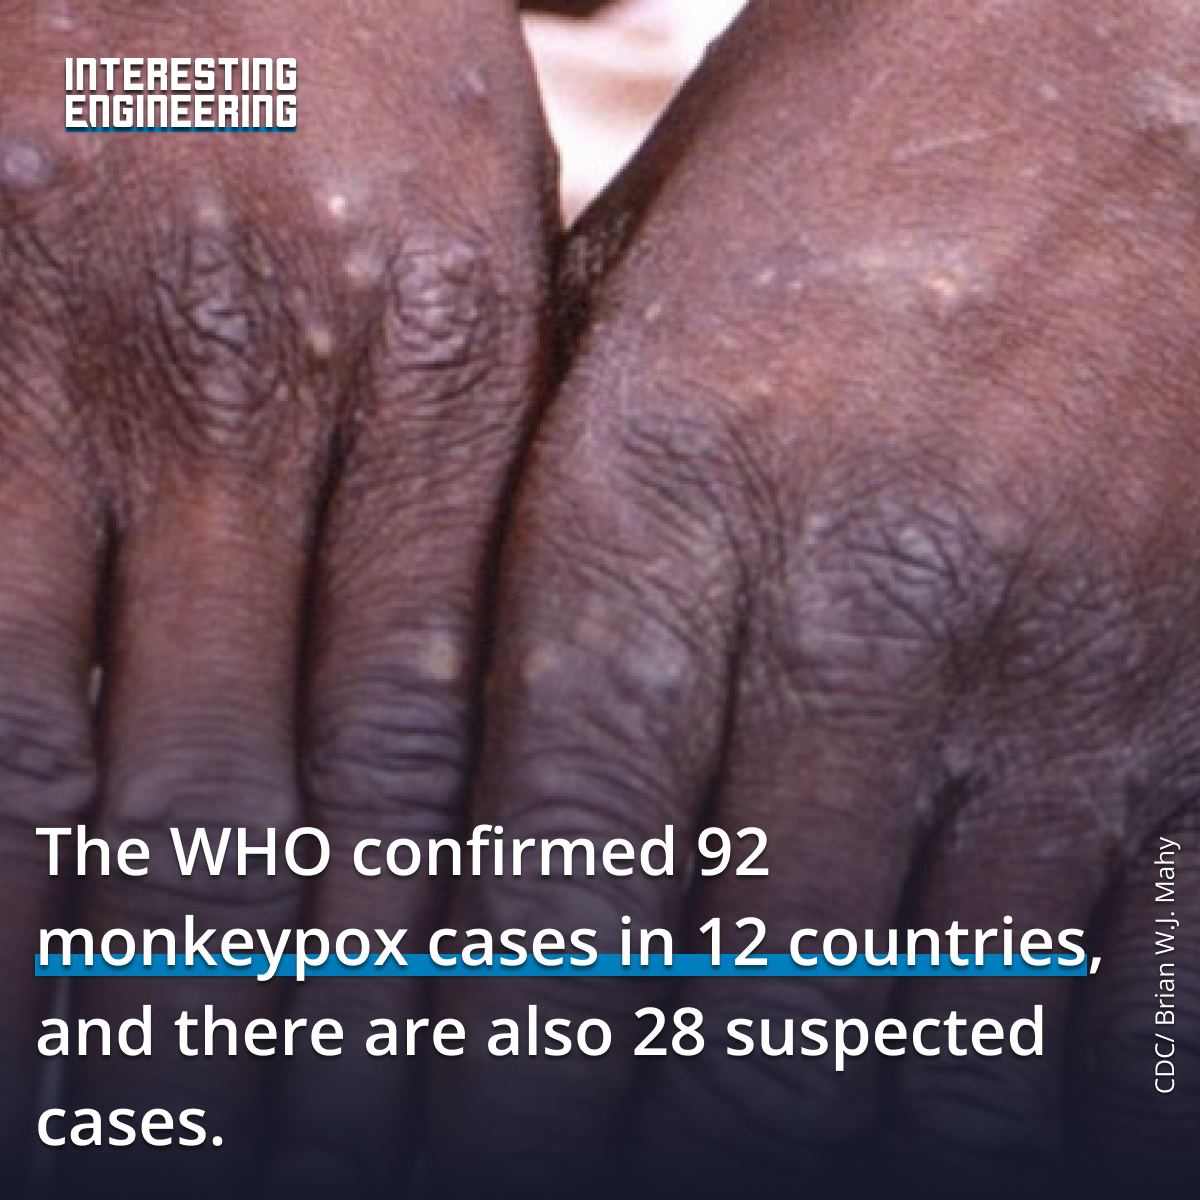 INTERESTING
ENGINEERING
The WHO confirmed 92
monkeypox cases in 12 countries,
and there are also 28 suspected
cases.
CDC/ Brian W.J. Mahy